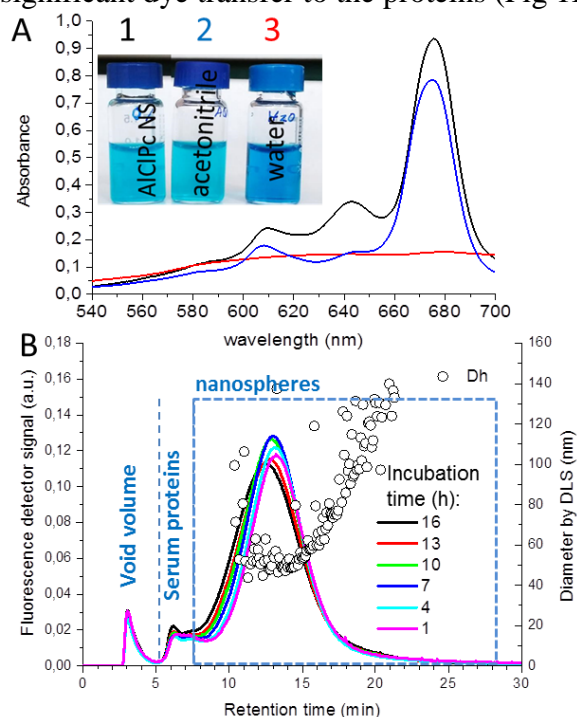 significant dye transfer to the proteins (Fig 1B
A
1 2 3
AlClPc NS
acetonitrile
water
H2O
1,0
0,9
0,8
0,7
0,6
0,5
0,4
0,3
0,2
0,1
0,0
Absorbance
540 560 580 600 620 640 660 680 700
wavelength (nm)
B
0,18
0,16
0,14
0,12
0,10
0,08
0,06
0,04
0,02
0,00
Fluorescence detector signal (a.u.)
Void volume
Serum proteins
nanospheres
Dh
Incubation
time (h):
16
13
10
7
4
1
160
140
120
100
80
60
40
20
0
Diameter by DLS (nm)
0 5 10 15 20 25 30
Retention time (min)